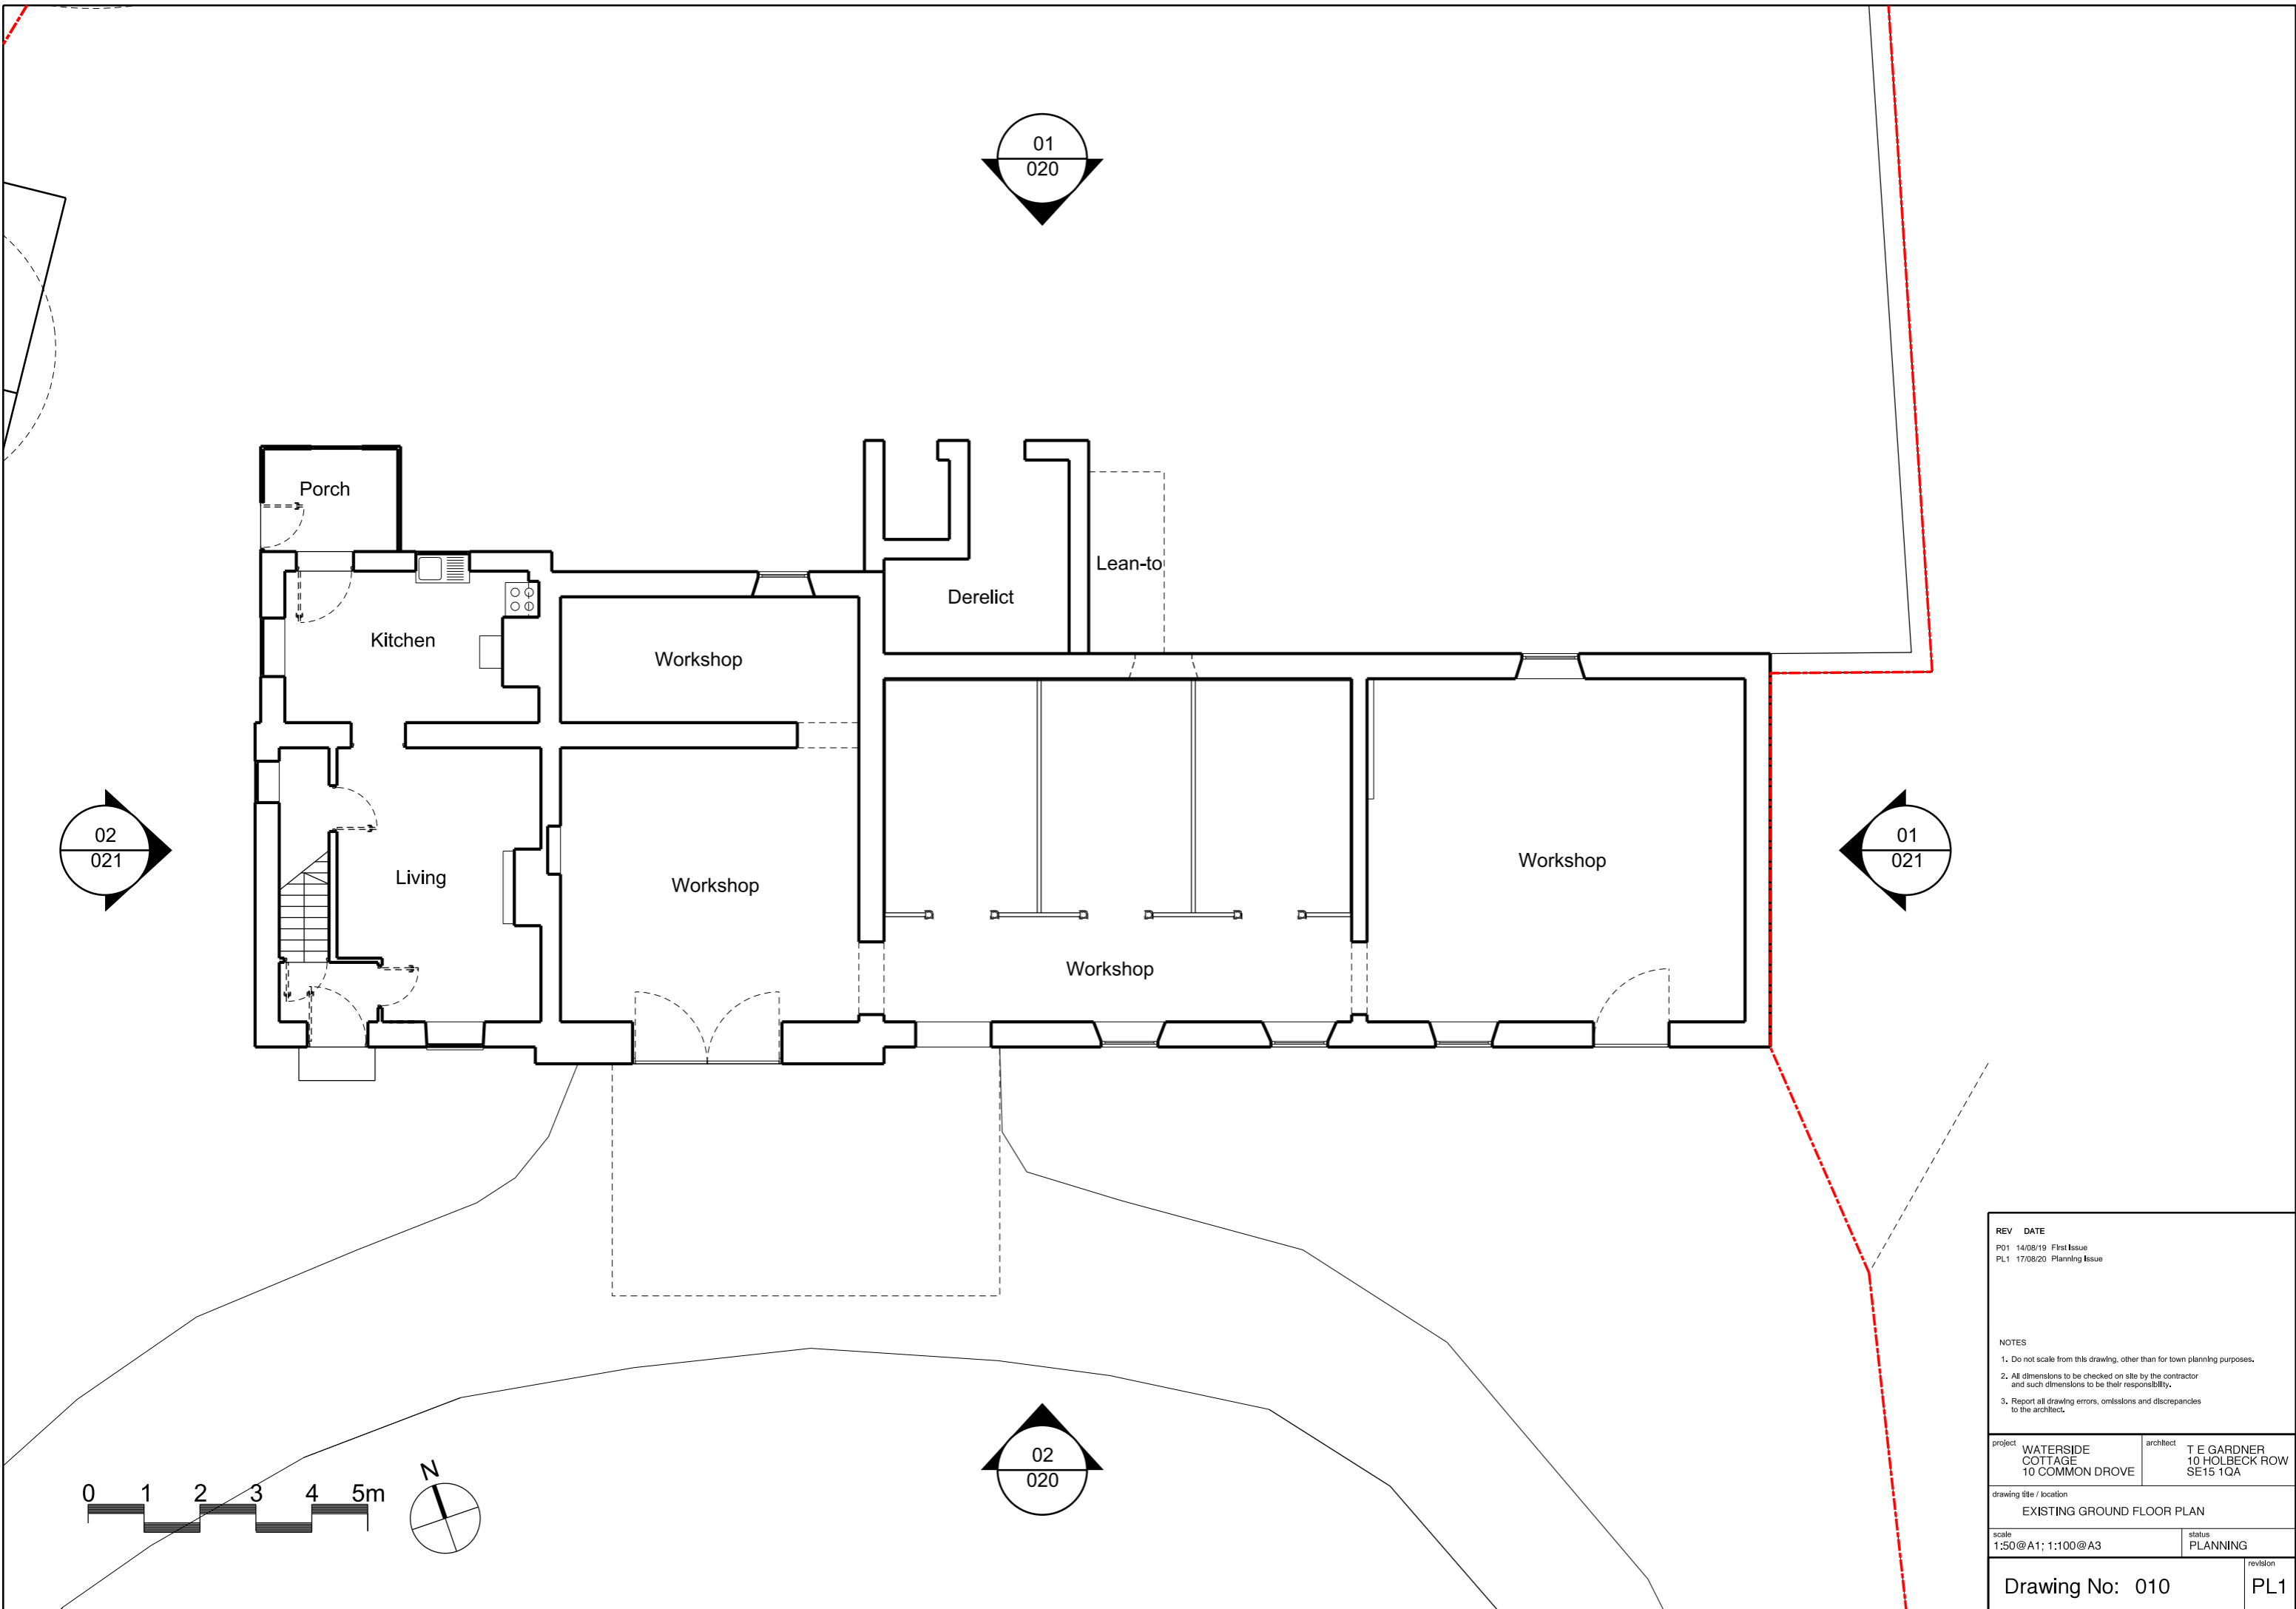 01
020
Porch
Lean-to
Derelict
Kitchen
Workshop
02
021
Living
Workshop
Workshop
Workshop
01
021
02
020
0 1 2 3 4 5m
N
REV DATE
P01 14/08/19 First Issue
PL1 17/08/20 Planning Issue
NOTES
1. Do not scale from this drawing, other than for town planning purposes.
2. All dimensions to be checked on site by the contractor
and such dimensions to be their responsibility.
3. Report all drawing errors, omissions and discrepancies
to the architect.
project
WATERSIDE
COTTAGE
10 COMMON DROVE
architect
T E GARDNER
10 HOLBECK ROW
SE15 1QA
drawing title / location
EXISTING GROUND FLOOR PLAN
scale
1:50@A1; 1:100@A3
status
PLANNING
Drawing No: 010
revision
PL1